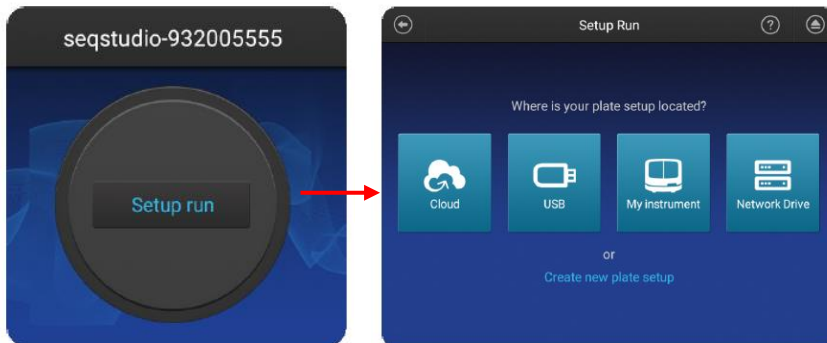 seqstudio-932005555
Setup run
Setup Run
?
Where is your plate setup located?
Cloud
USB
My instrument
Network Drive
or
Create new plate setup